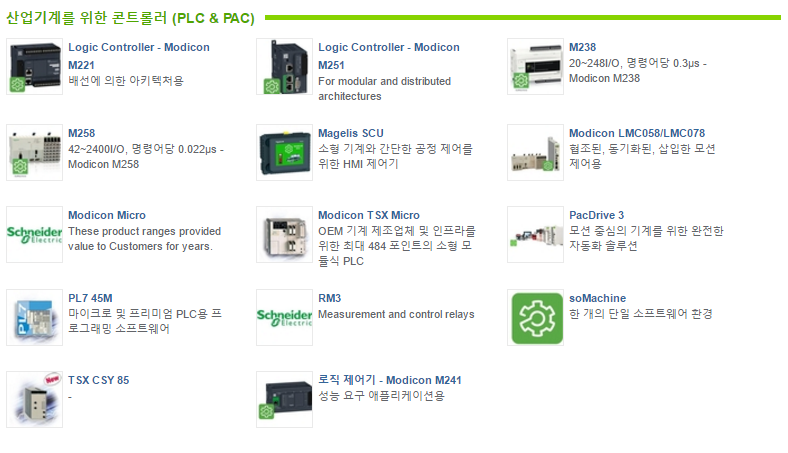 산업기계를 위한 콘트롤러 (PLC & PAC)
Logic Controller - Modicon
M221
배선에 의한 아키텍처용
Logic Controller - Modicon
M251
For modular and distributed
architectures
M238
20~248I/O, 명령어당 0.3µs -
Modicon M238
M258
42~2400I/O, 명령어당 0.022µs -
Modicon M258
Magelis SCU
소형 기계와 간단한 공정 제어를
위한 HMI 제어기
Modicon LMC058/LMC078
협조된, 동기화된, 삽입한 모션
제어용
Schneider
Electric
Modicon Micro
These product ranges provided
value to Customers for years.
Modicon TSX Micro
OEM 기계 제조업체 및 인프라를
위한 최대 484 포인트의 소형 모
듈식 PLC
PacDrive 3
모션 중심의 기계를 위한 완전한
자동화 솔루션
PL7
PL7 45M
마이크로 및 프리미엄 PLC용 프
로그래밍 소프트웨어
Schneider
Electric
RM3
Measurement and control relays
soMachine
한 개의 단일 소프트웨어 환경
New
TSX CSY 85
-
로직 제어기 - Modicon M241
성능 요구 애플리케이션용